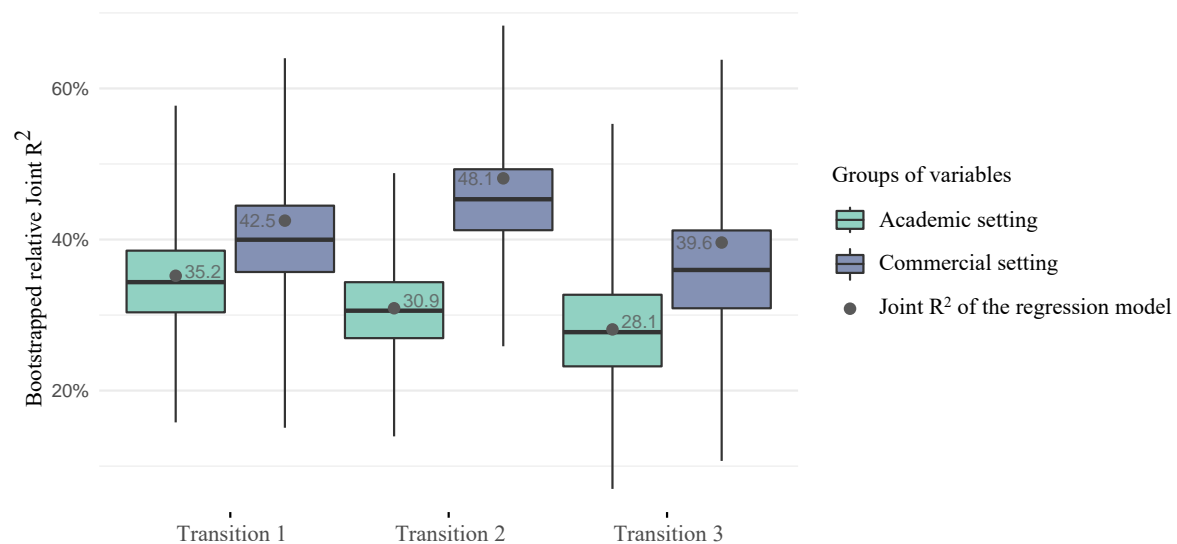 Bootstrapped relative Joint R²
60%
40%
20%
42.5
35.2
48.1
30.9
39.6
28.1
Transition 1
Transition 2
Transition 3
Groups of variables
Academic setting
Commercial setting
Joint R² of the regression model